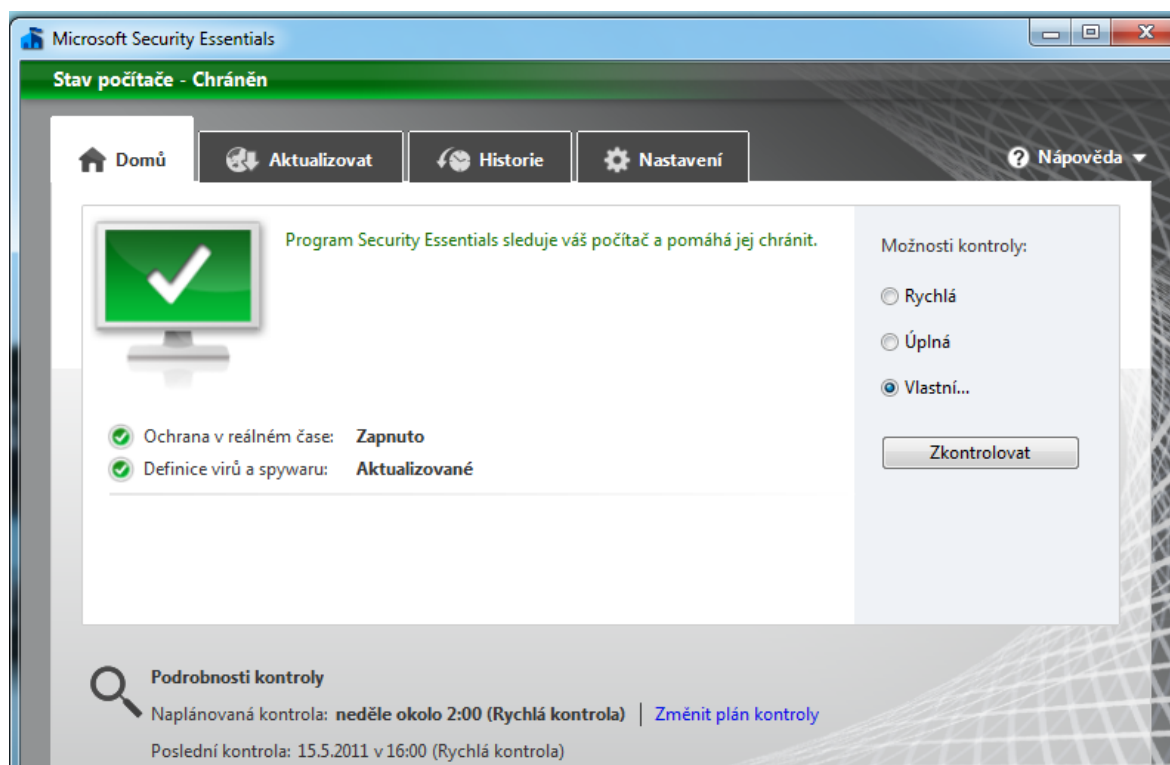 Microsoft Security Essentials
Stav počítače - Chráněn
Domů
Aktualizovat
Historie
Nastavení
Nápověda
Program Security Essentials sleduje váš počítač a pomáhá jej chránit.
Možnosti kontroly:
Rychlá
Úplná
Vlastní...
Zkontrolovat
Ochrana v reálném čase: Zapnuto
Definice virů a spywaru: Aktualizované
Podrobnosti kontroly
Naplánovaná kontrola: neděle okolo 2:00 (Rychlá kontrola) | Změnit plán kontroly
Poslední kontrola: 15.5.2011 v 16:00 (Rychlá kontrola)